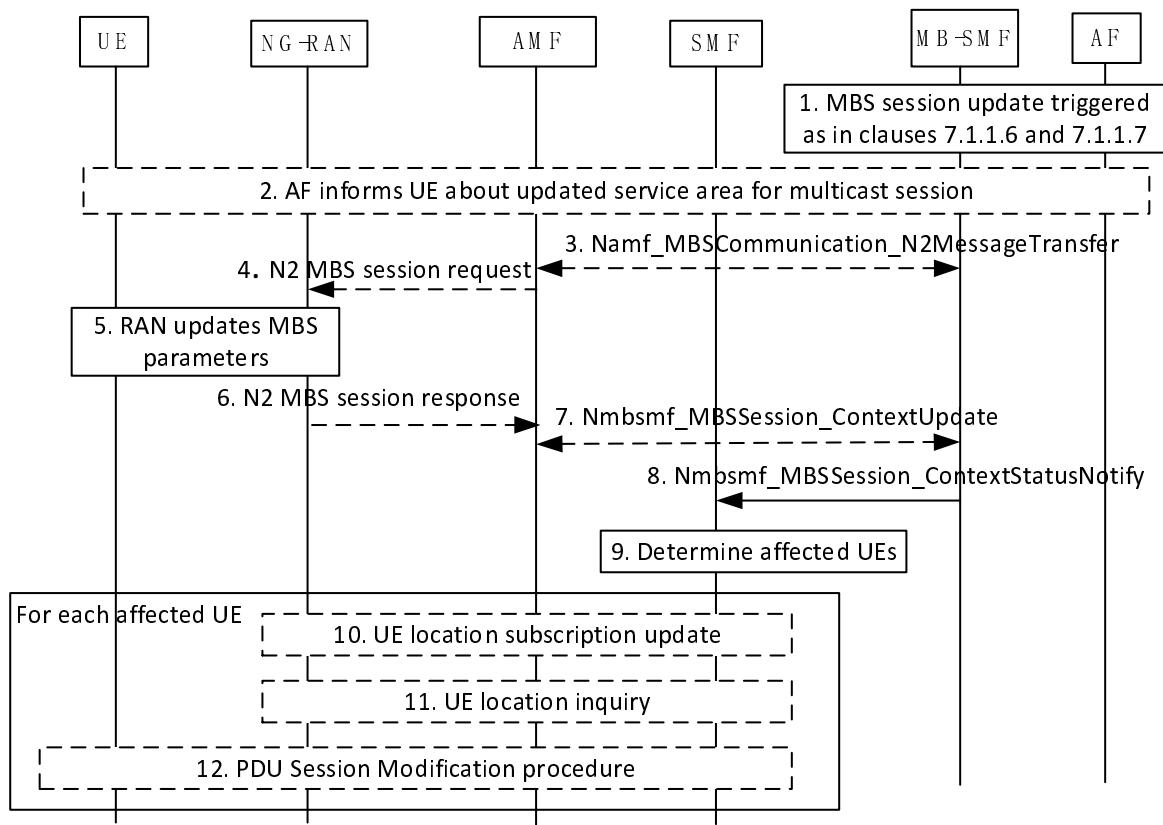 UE
NG-RAN
AMF
SMF
MB-SMF
AF
1. MBS session update triggered
as in clauses 7.1.1.6 and 7.1.1.7
2. AF informs UE about updated service area for multicast session
3. Namf_MBSCommunication_N2MessageTransfer
4. N2 MBS session request
5. RAN updates MBS
parameters
6. N2 MBS session response
7. Nmbsmf_MBSSession_ContextUpdate
8. Nmbsmf_MBSSession_ContextStatusNotify
9. Determine affected UEs
For each affected UE
10. UE location subscription update
11. UE location inquiry
12. PDU Session Modification procedure